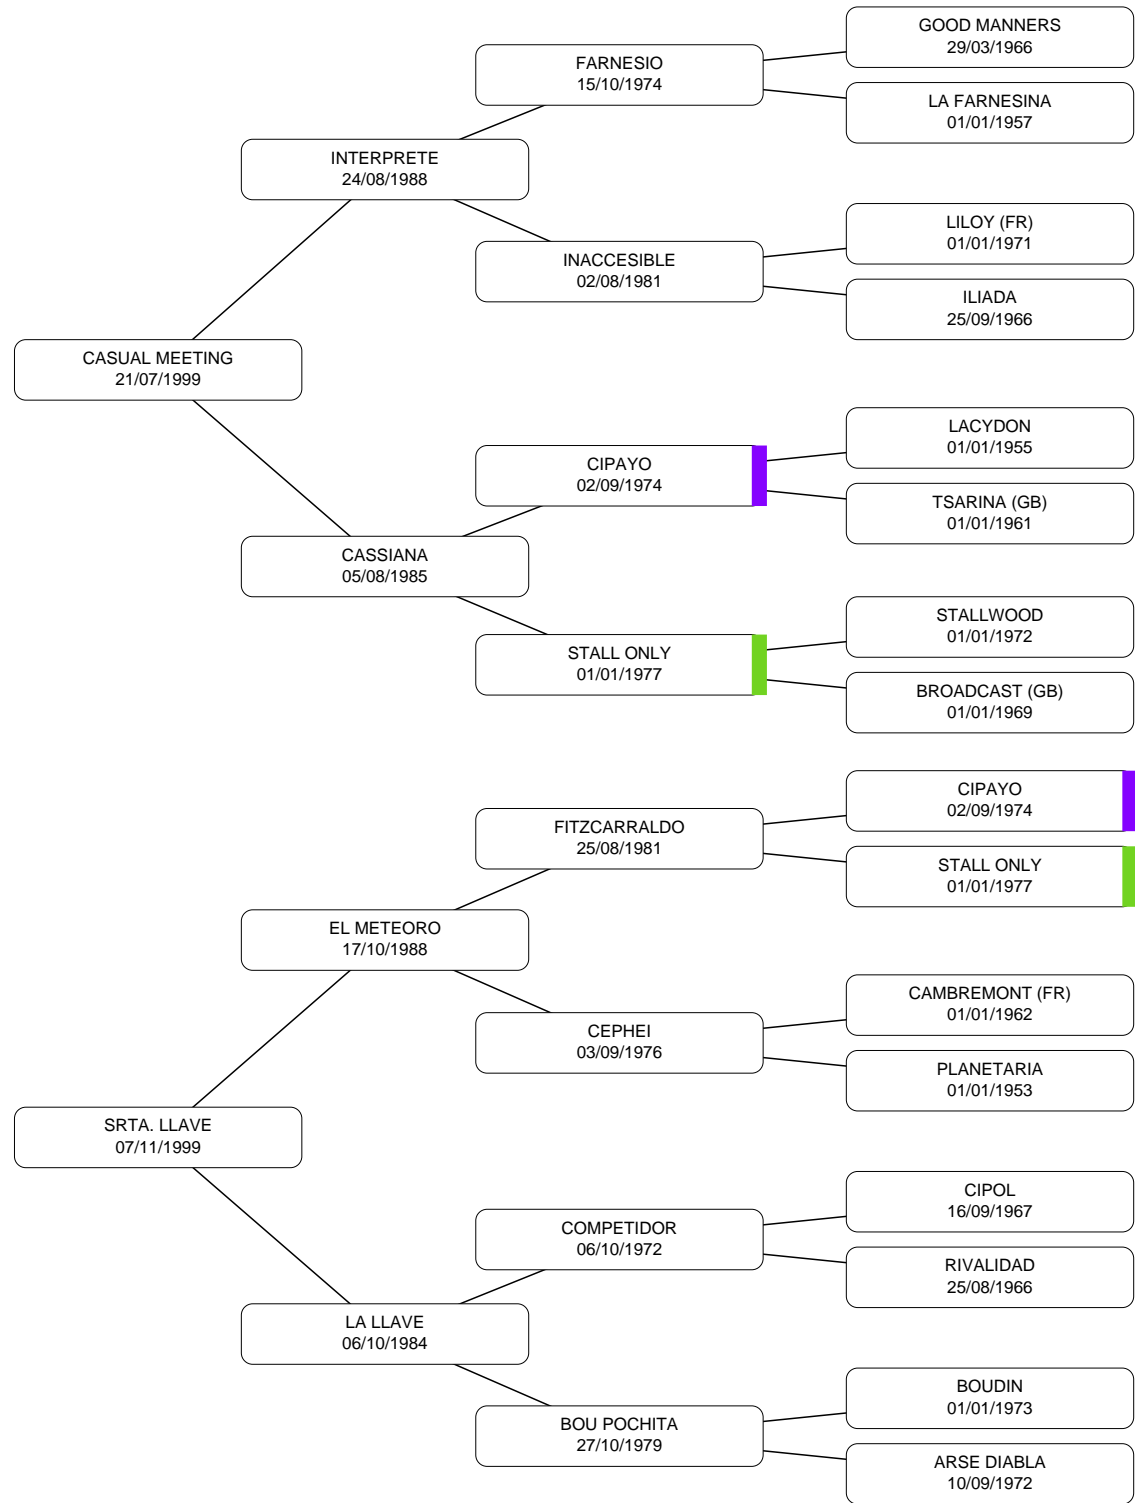 GOOD MANNERS
29/03/1966
FARNESIO
15/10/1974
LA FARNESINA
01/01/1957
INTERPRETE
24/08/1988
LILOY (FR)
01/01/1971
INACCESIBLE
02/08/1981
ILIADA
25/09/1966
CASUAL MEETING
21/07/1999
LACYDON
01/01/1955
CIPAYO
02/09/1974
TSARINA (GB)
01/01/1961
CASSIANA
05/08/1985
STALLWOOD
01/01/1972
STALL ONLY
01/01/1977
BROADCAST (GB)
01/01/1969
CIPAYO
02/09/1974
FITZCARRALDO
25/08/1981
STALL ONLY
01/01/1977
EL METEORO
17/10/1988
CAMBREMONT (FR)
01/01/1962
CEPHEI
03/09/1976
PLANETARIA
01/01/1953
SRTA. LLAVE
07/11/1999
CIPOL
16/09/1967
COMPETIDOR
06/10/1972
RIVALIDAD
25/08/1966
LA LLAVE
06/10/1984
BOUDIN
01/01/1973
BOU POCHITA
27/10/1979
ARSE DIABLA
10/09/1972